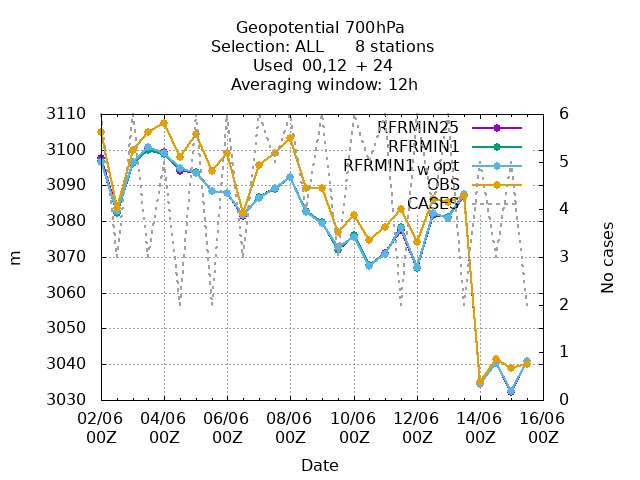 Geopotential 700hPa
Selection: ALL 8 stations
Used 00,12 + 24
Averaging window: 12h
3110 6
RFRMIN25
3100 RFRMIN1 5
RFRMIN1_w_opt
3090 OBS
CASES 4
3080
3070 3
3060
3050 2
3040 1
3030 0
m
No cases
02/06 04/06 06/06 08/06 10/06 12/06 14/06 16/06
00Z 00Z 00Z 00Z 00Z 00Z 00Z 00Z
Date